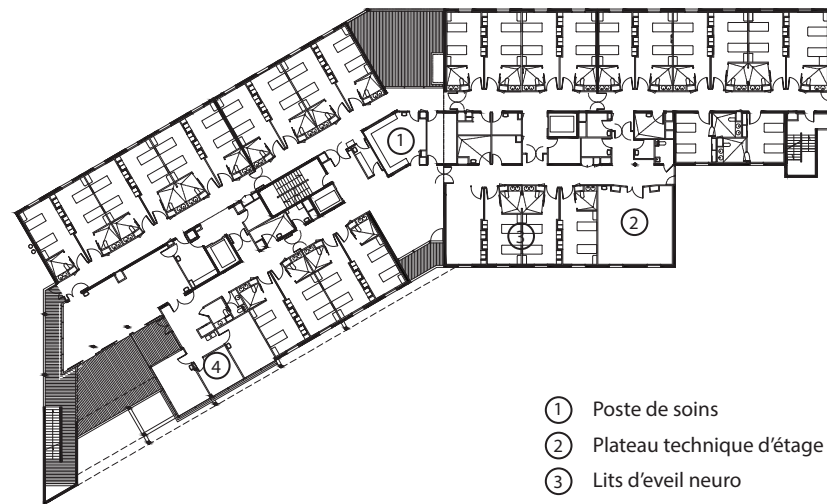 1
2
3
4
1 Poste de soins
2 Plateau technique d'étage
3 Lits d'eveil neuro